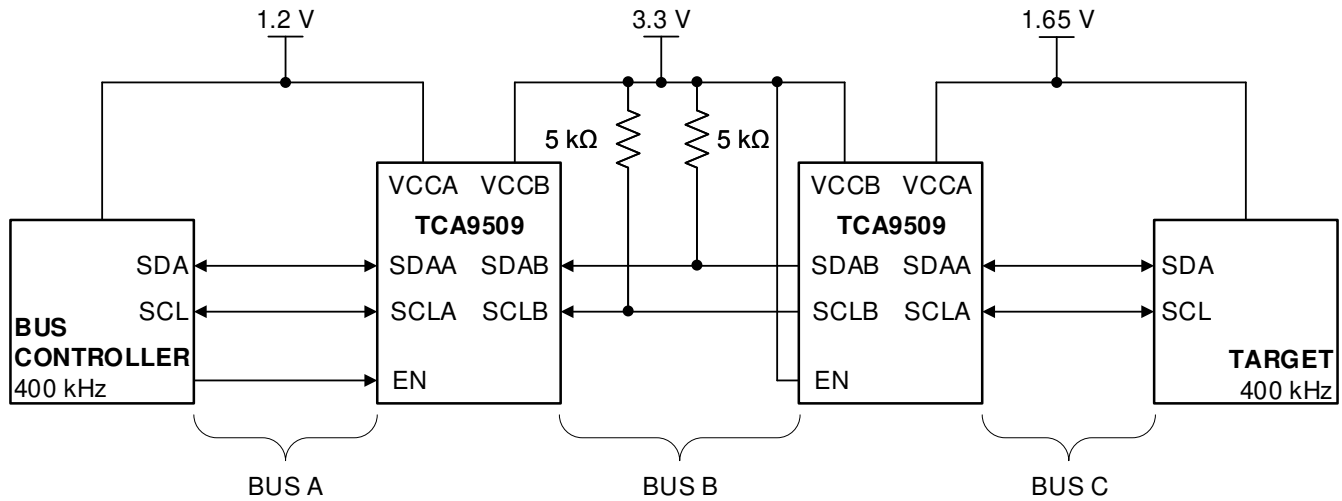 1.2 V
3.3 V
1.65 V
5 kΩ
5 kΩ
VCCA VCCB
TCA9509
SDAA SDAB
SCLA SCLB
EN
VCCB VCCA
TCA9509
SDAB SDAA
SCLB SCLA
EN
SDA
SCL
BUS
CONTROLLER
400 kHz
SDA
SCL
TARGET
400 kHz
BUS A
BUS B
BUS C